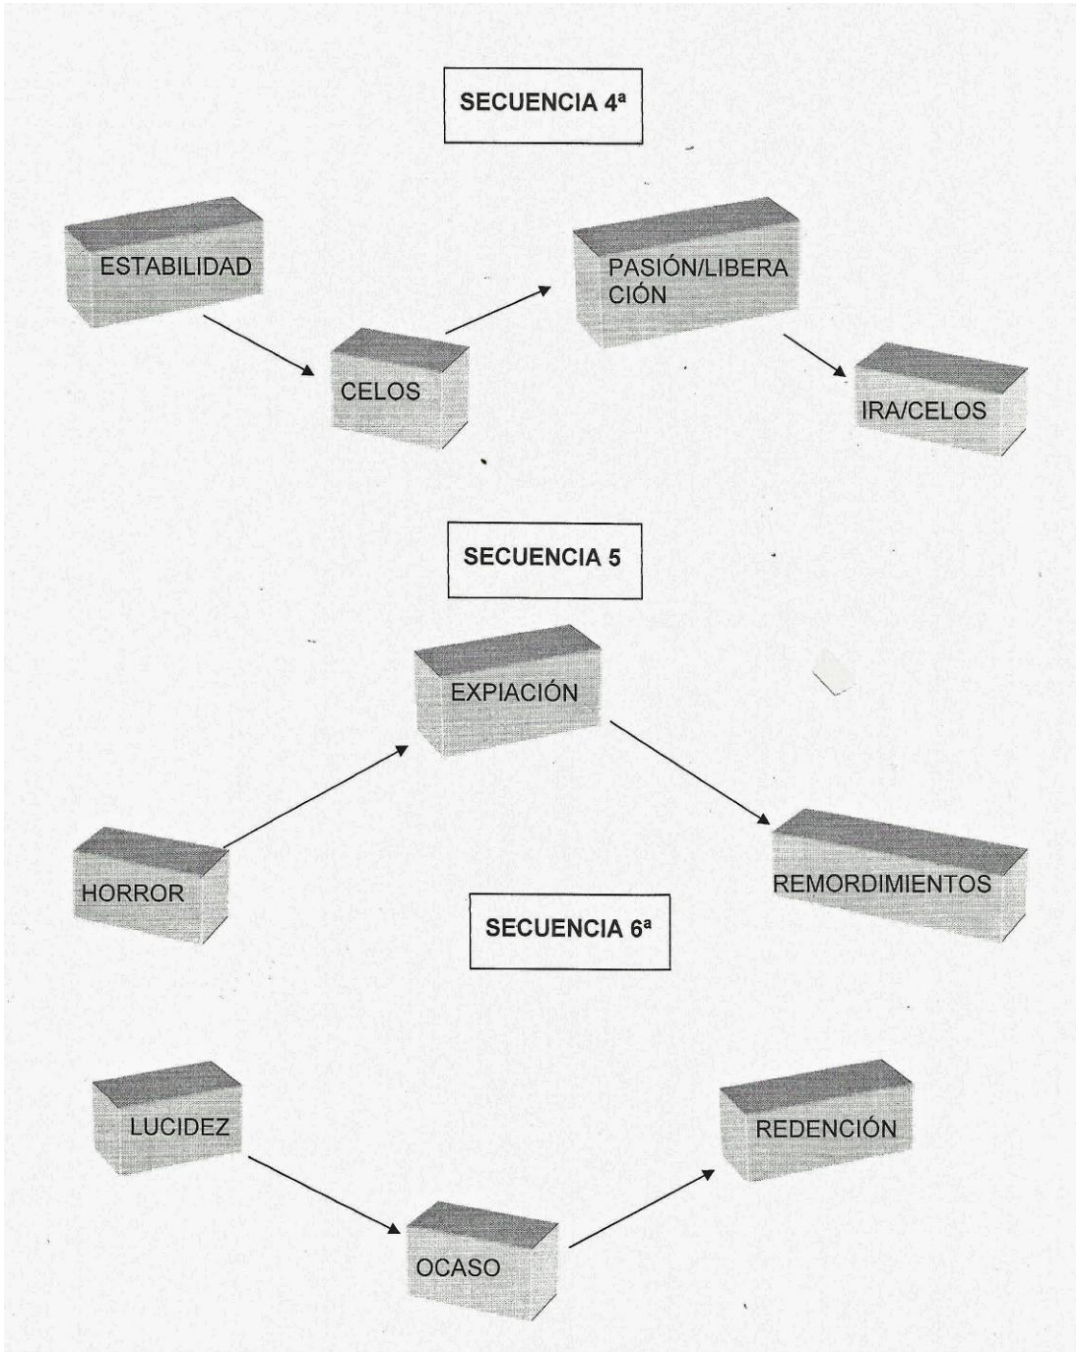 SECUENCIA 4ª
ESTABILIDAD
PASIÓN/LIBERA
CIÓN
CELOS
IRA/CELOS
SECUENCIA 5
EXPIACIÓN
HORROR
REMORDIMIENTOS
SECUENCIA 6ª
LUCIDEZ
REDENCIÓN
OCASO